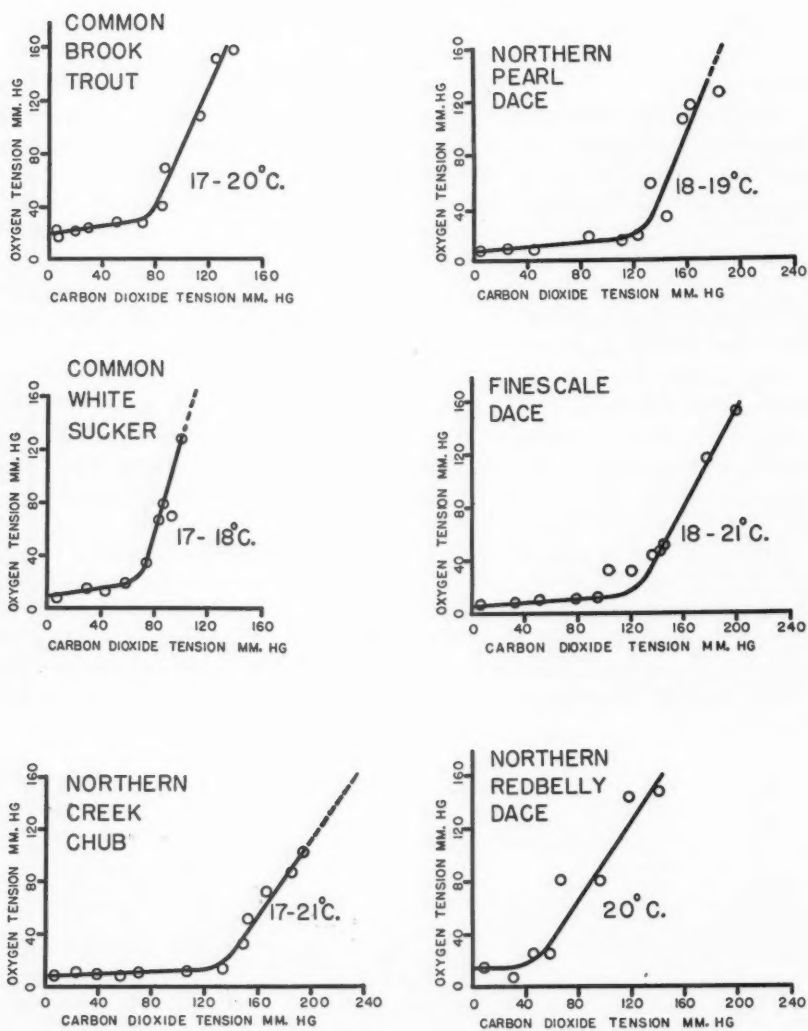 COMMON
BROOK
TROUT
OXYGEN TENSION MM. HG
0 40 80 120 160
17-20°C.
0 40 80 120 160
CARBON DIOXIDE TENSION MM. HG
NORTHERN
PEARL
DACE
OXYGEN TENSION MM. HG
0 40 80 120 160
18-19°C.
0 40 80 120 160 200 240
CARBON DIOXIDE TENSION MM. HG
COMMON
WHITE
SUCKER
OXYGEN TENSION MM. HG
0 40 80 120 160
17-18°C.
0 40 80 120 160
CARBON DIOXIDE TENSION MM. HG
FINESCALE
DACE
OXYGEN TENSION MM. HG
0 40 80 120 160
18-21°C.
0 40 80 120 160 200 240
CARBON DIOXIDE TENSION MM. HG
NORTHERN
CREEK
CHUB
OXYGEN TENSION MM. HG
0 40 80 120 160
17-21°C.
0 40 80 120 160 200 240
CARBON DIOXIDE TENSION MM. HG
NORTHERN
REDBELLY
DACE
OXYGEN TENSION MM. HG
0 40 80 120 160
20°C.
0 40 80 120 160 200 240
CARBON DIOXIDE TENSION MM. HG